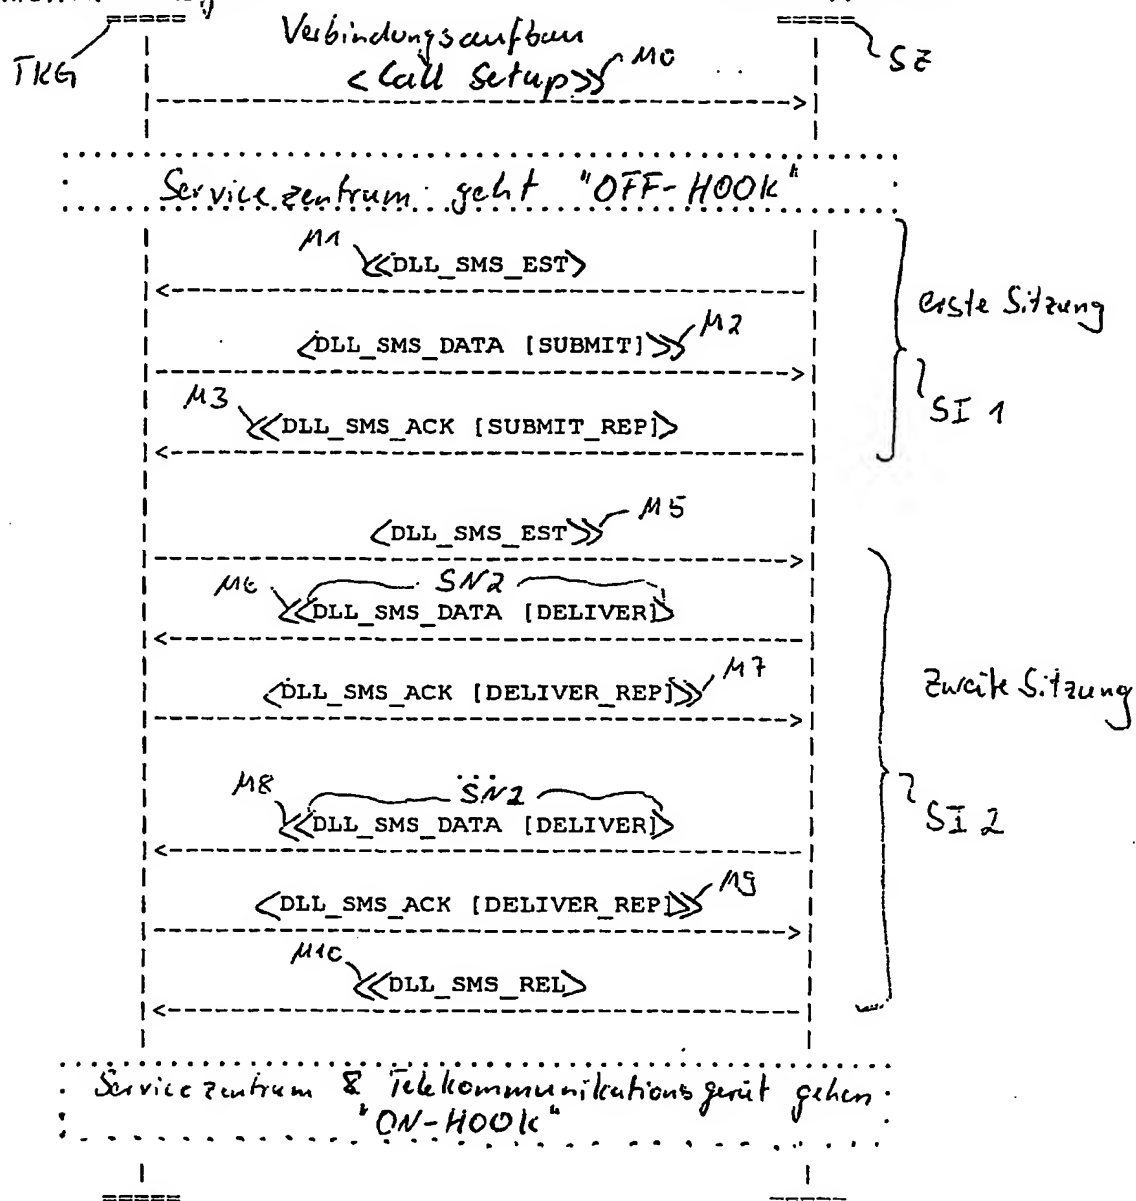 TKG
SZ
Verbindungsaufbau
<Call Setup>> M0
Servicezentrum geht "OFF-HOOK"
M1
<<DLL_SMS_EST>
erste Sitzung
<DLL_SMS_DATA [SUBMIT]>> M2
SI 1
M3
<<DLL_SMS_ACK [SUBMIT_REP]>
<DLL_SMS_EST>> M5
M6 SN2
<<DLL_SMS_DATA [DELIVER]>
<DLL_SMS_ACK [DELIVER_REP]>> M7
Zweite Sitzung
M8 SN2
<<DLL_SMS_DATA [DELIVER]>
SI 2
<DLL_SMS_ACK [DELIVER_REP]>> M9
M10
<<DLL_SMS_REL>
Servicezentrum & Telekommunikationsgerät gehen
"ON-HOOK"